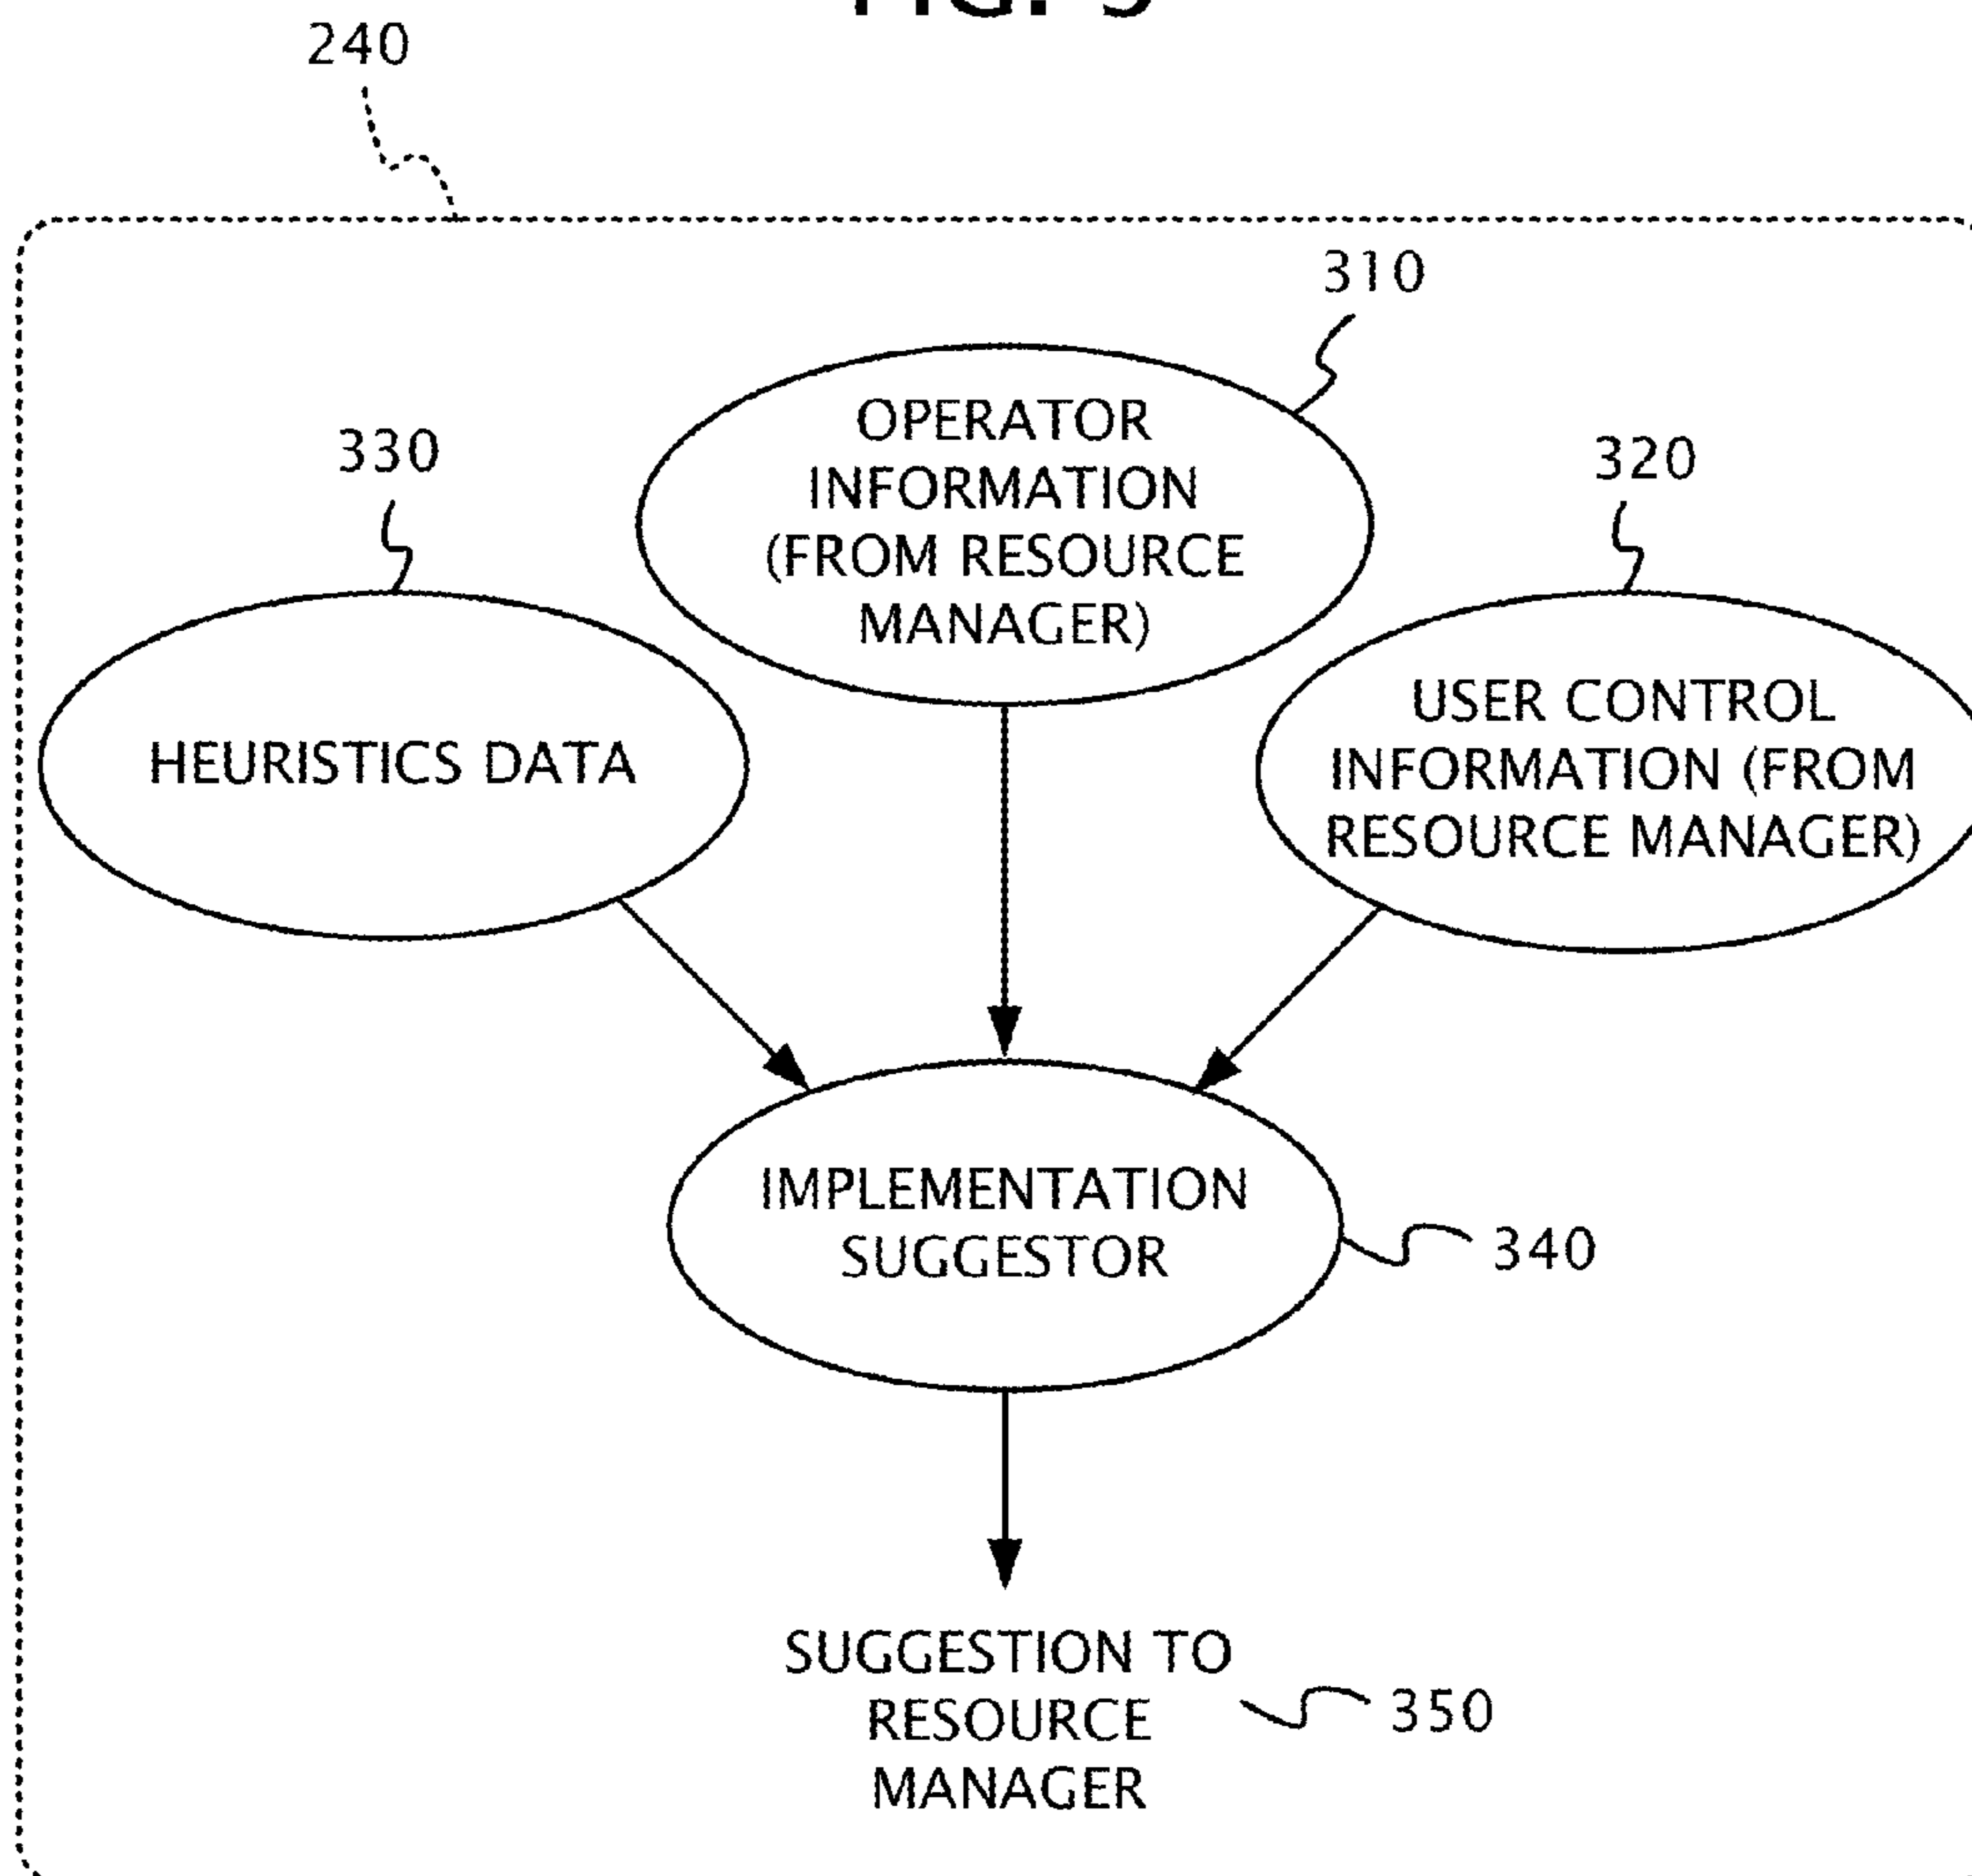 240
310
OPERATOR
INFORMATION
(FROM RESOURCE
MANAGER)
330
320
HEURISTICS DATA
USER CONTROL
INFORMATION (FROM
RESOURCE MANAGER)
IMPLEMENTATION
SUGGESTOR
340
SUGGESTION TO
RESOURCE
MANAGER
350